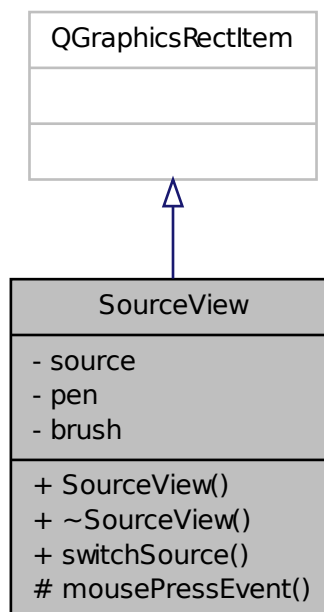 QGraphicsRectItem
SourceView
- source
- pen
- brush
+ SourceView()
+ ~SourceView()
+ switchSource()
# mousePressEvent()